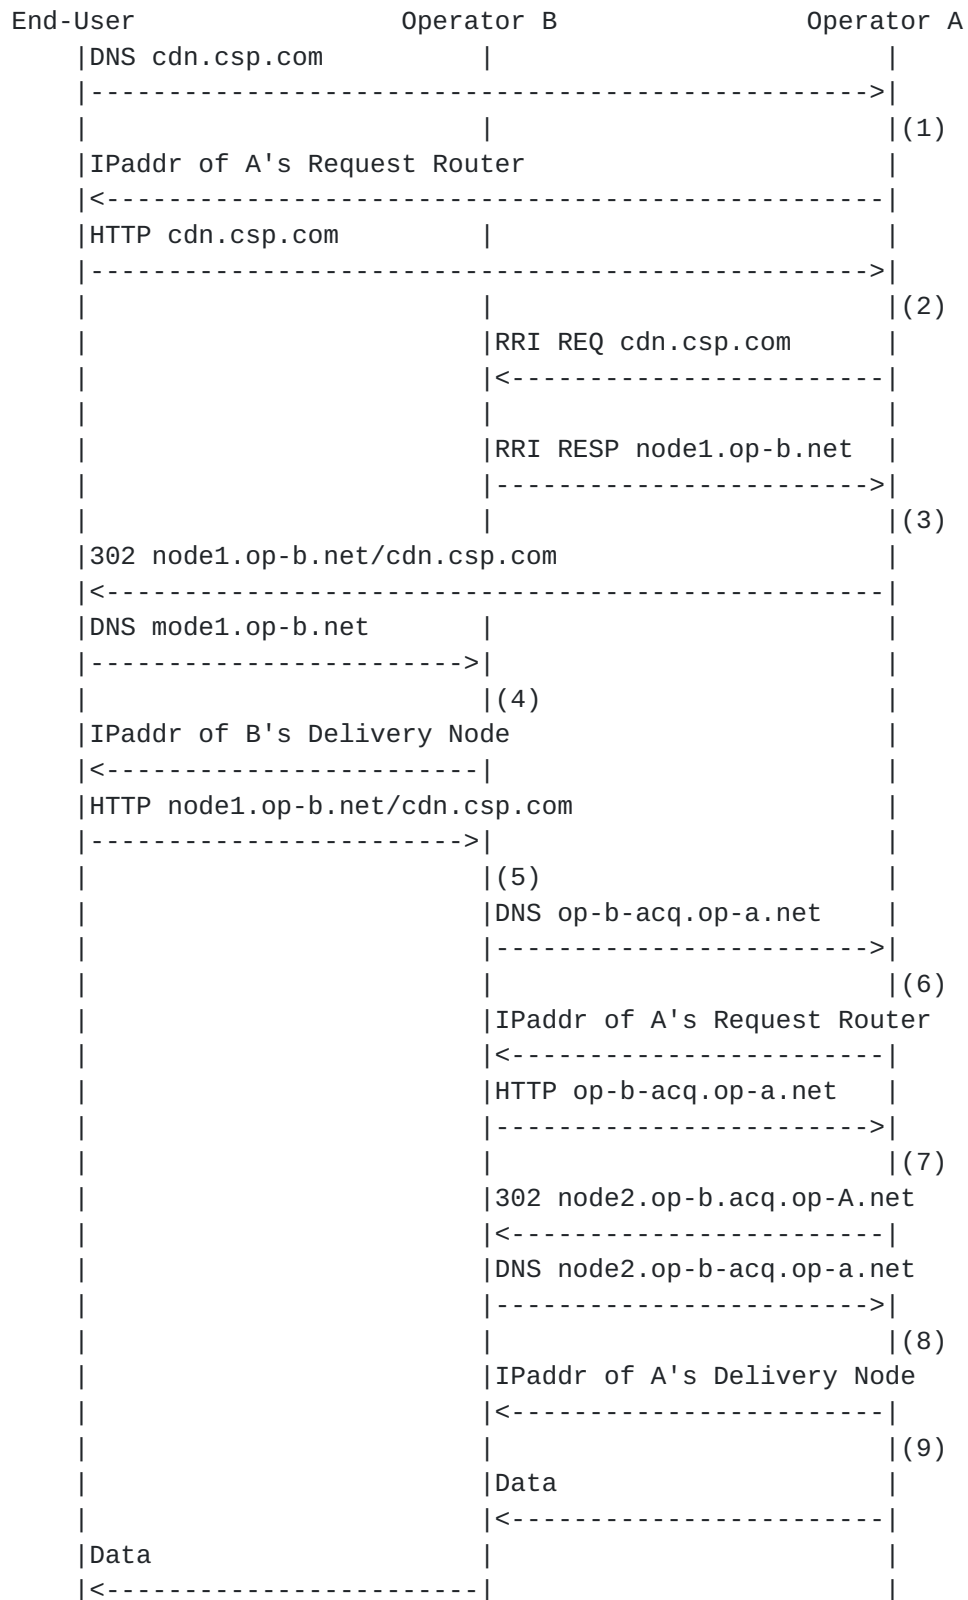 End-User Operator B Operator A
|DNS cdn.csp.com | |
|-------------------------------------------------->|
| | |(1)
|IPaddr of A's Request Router |
|<--------------------------------------------------|
|HTTP cdn.csp.com | |
|-------------------------------------------------->|
| | |(2)
| |RRI REQ cdn.csp.com |
| |<------------------------|
| | |
| |RRI RESP node1.op-b.net |
| |------------------------>|
| | |(3)
|302 node1.op-b.net/cdn.csp.com |
|<--------------------------------------------------|
|DNS mode1.op-b.net | |
|------------------------>| |
| |(4) |
|IPaddr of B's Delivery Node |
|<------------------------| |
|HTTP node1.op-b.net/cdn.csp.com |
|------------------------>| |
| |(5) |
| |DNS op-b-acq.op-a.net |
| |------------------------>|
| | |(6)
| |IPaddr of A's Request Router
| |<------------------------|
| |HTTP op-b-acq.op-a.net |
| |------------------------>|
| | |(7)
| |302 node2.op-b.acq.op-A.net
| |<------------------------|
| |DNS node2.op-b-acq.op-a.net
| |------------------------>|
| | |(8)
| |IPaddr of A's Delivery Node
| |<------------------------|
| | |(9)
| |Data |
| |<------------------------|
|Data | |
|<------------------------| |